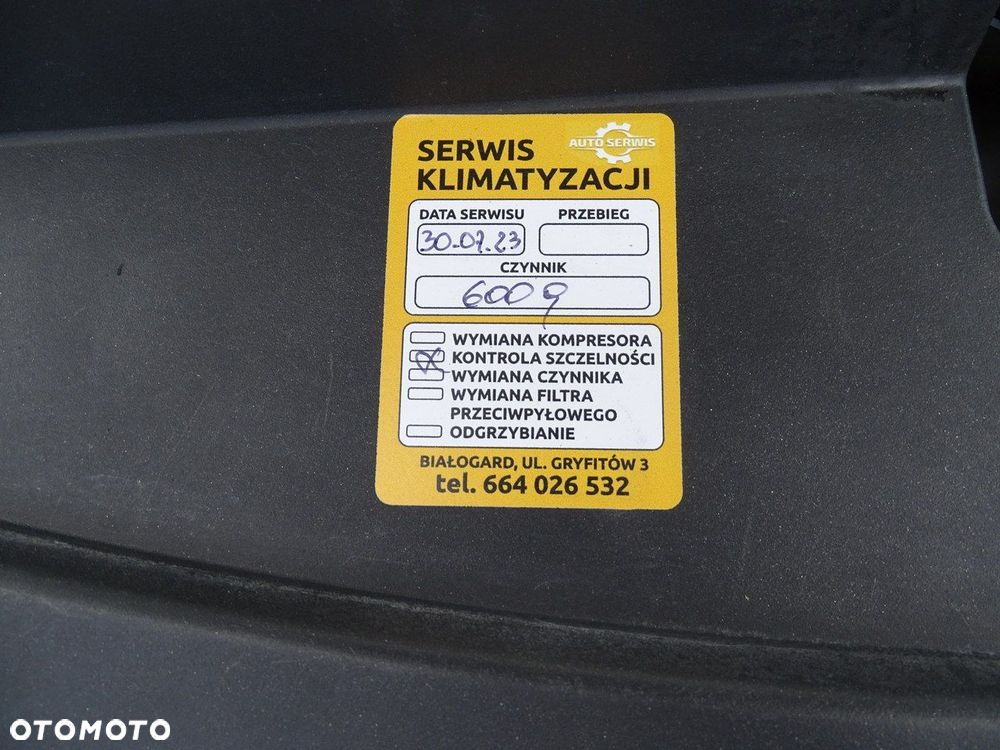 AUTO SERWIS
SERWIS
KLIMATYZACJI
DATA SERWISU PRZEBIEG
30.07.23
CZYNNIK
600g
WYMIANA KOMPRESORA
KONTROLA SZCZELNOŚCI
WYMIANA CZYNNIKA
WYMIANA FILTRA
PRZECIWPYŁOWEGO
ODGRZYBIANIE
BIAŁOGARD, UL. GRYFITÓW 3
tel. 664 026 532
OTOMOTO